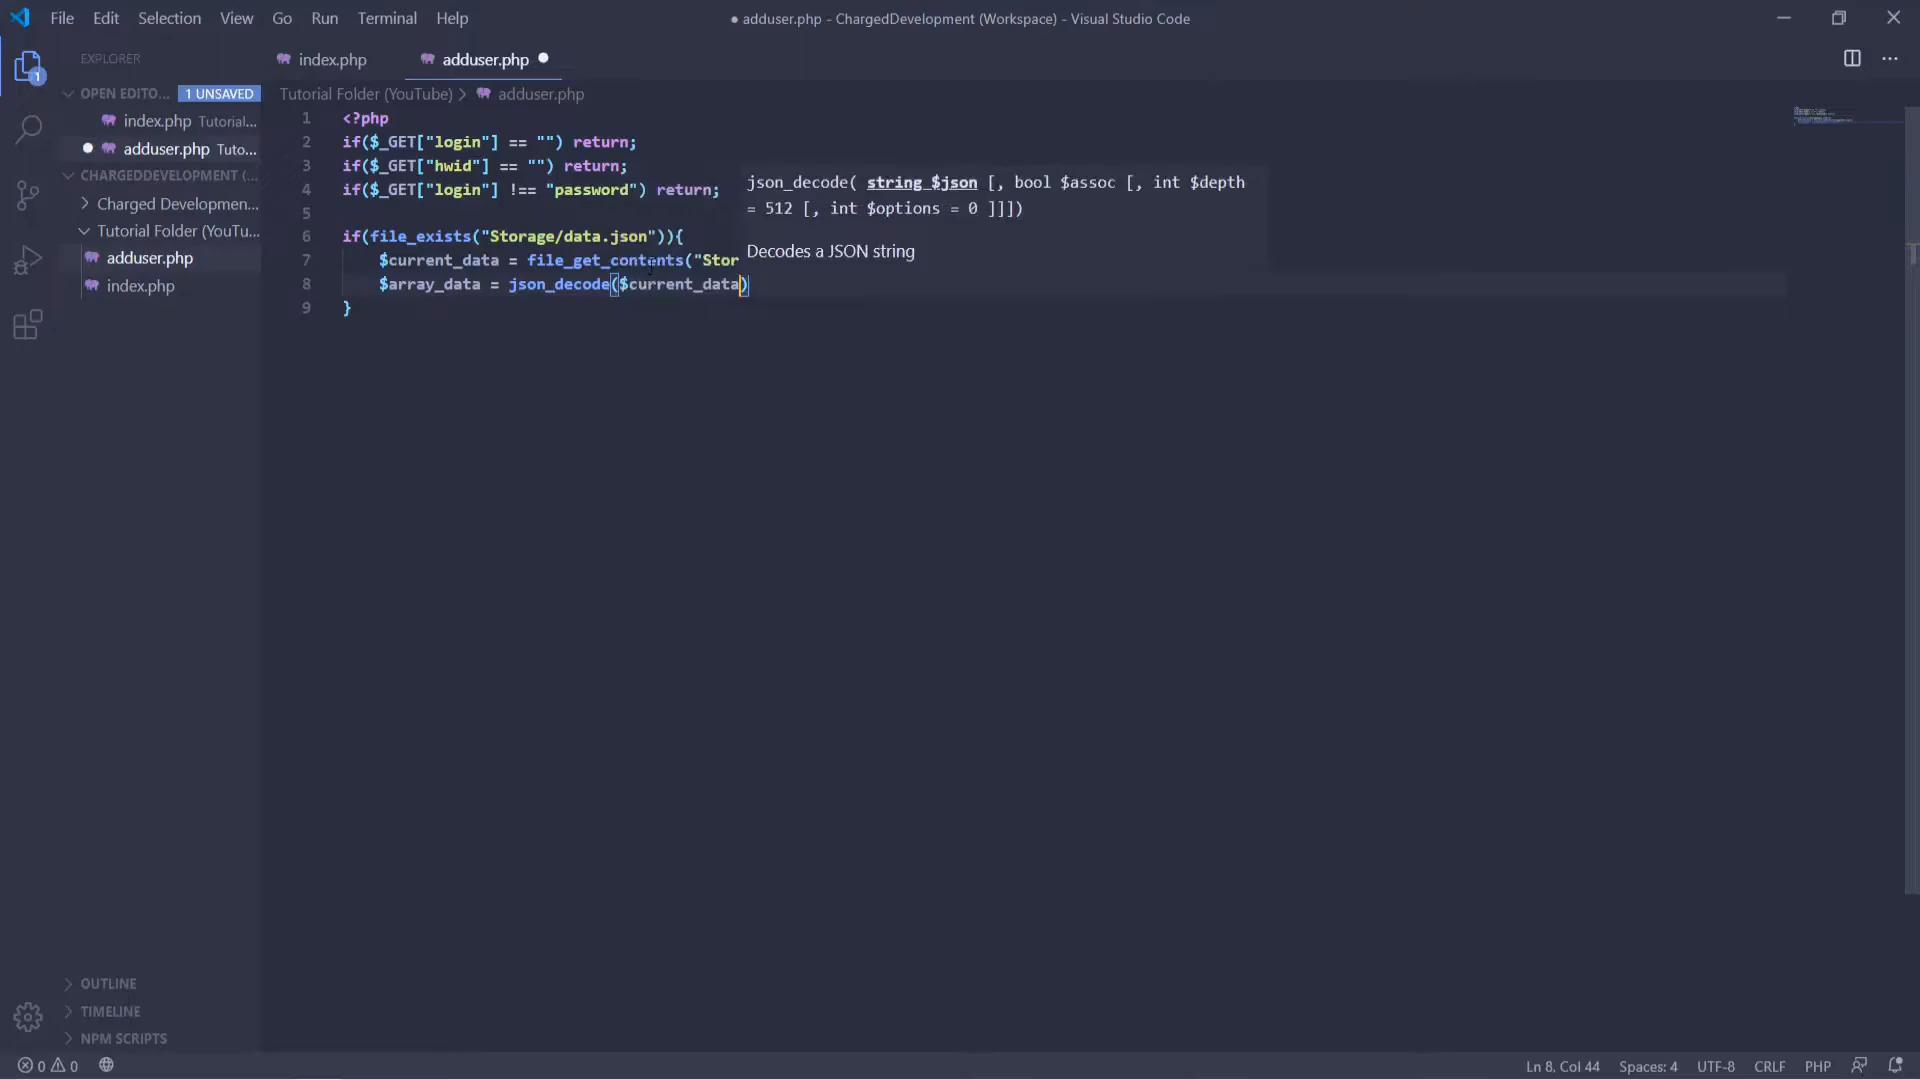 File Edit Selection View Go Run Terminal Help
● adduser.php - ChargedDevelopment (Workspace) - Visual Studio Code
1
EXPLORER
OPEN EDITO... 1 UNSAVED
index.php Tutorial...
adduser.php Tuto...
CHARGEDDEVELOPMENT (...
Charged Developmen...
Tutorial Folder (YouTu...
adduser.php
index.php
OUTLINE
TIMELINE
NPM SCRIPTS
index.php adduser.php
Tutorial Folder (YouTube) > adduser.php
1 <?php
2 if($_GET["login"] == "") return;
3 if($_GET["hwid"] == "") return;
4 if($_GET["login"] !== "password") return;
5
6 if(file_exists("Storage/data.json")){
7 $current_data = file_get_contents("Stor
8 $array_data = json_decode($current_data)
9 }
json_decode( string $json [, bool $assoc [, int $depth
= 512 [, int $options = 0 ]]])
Decodes a JSON string
0 0
Ln 8, Col 44 Spaces: 4 UTF-8 CRLF PHP